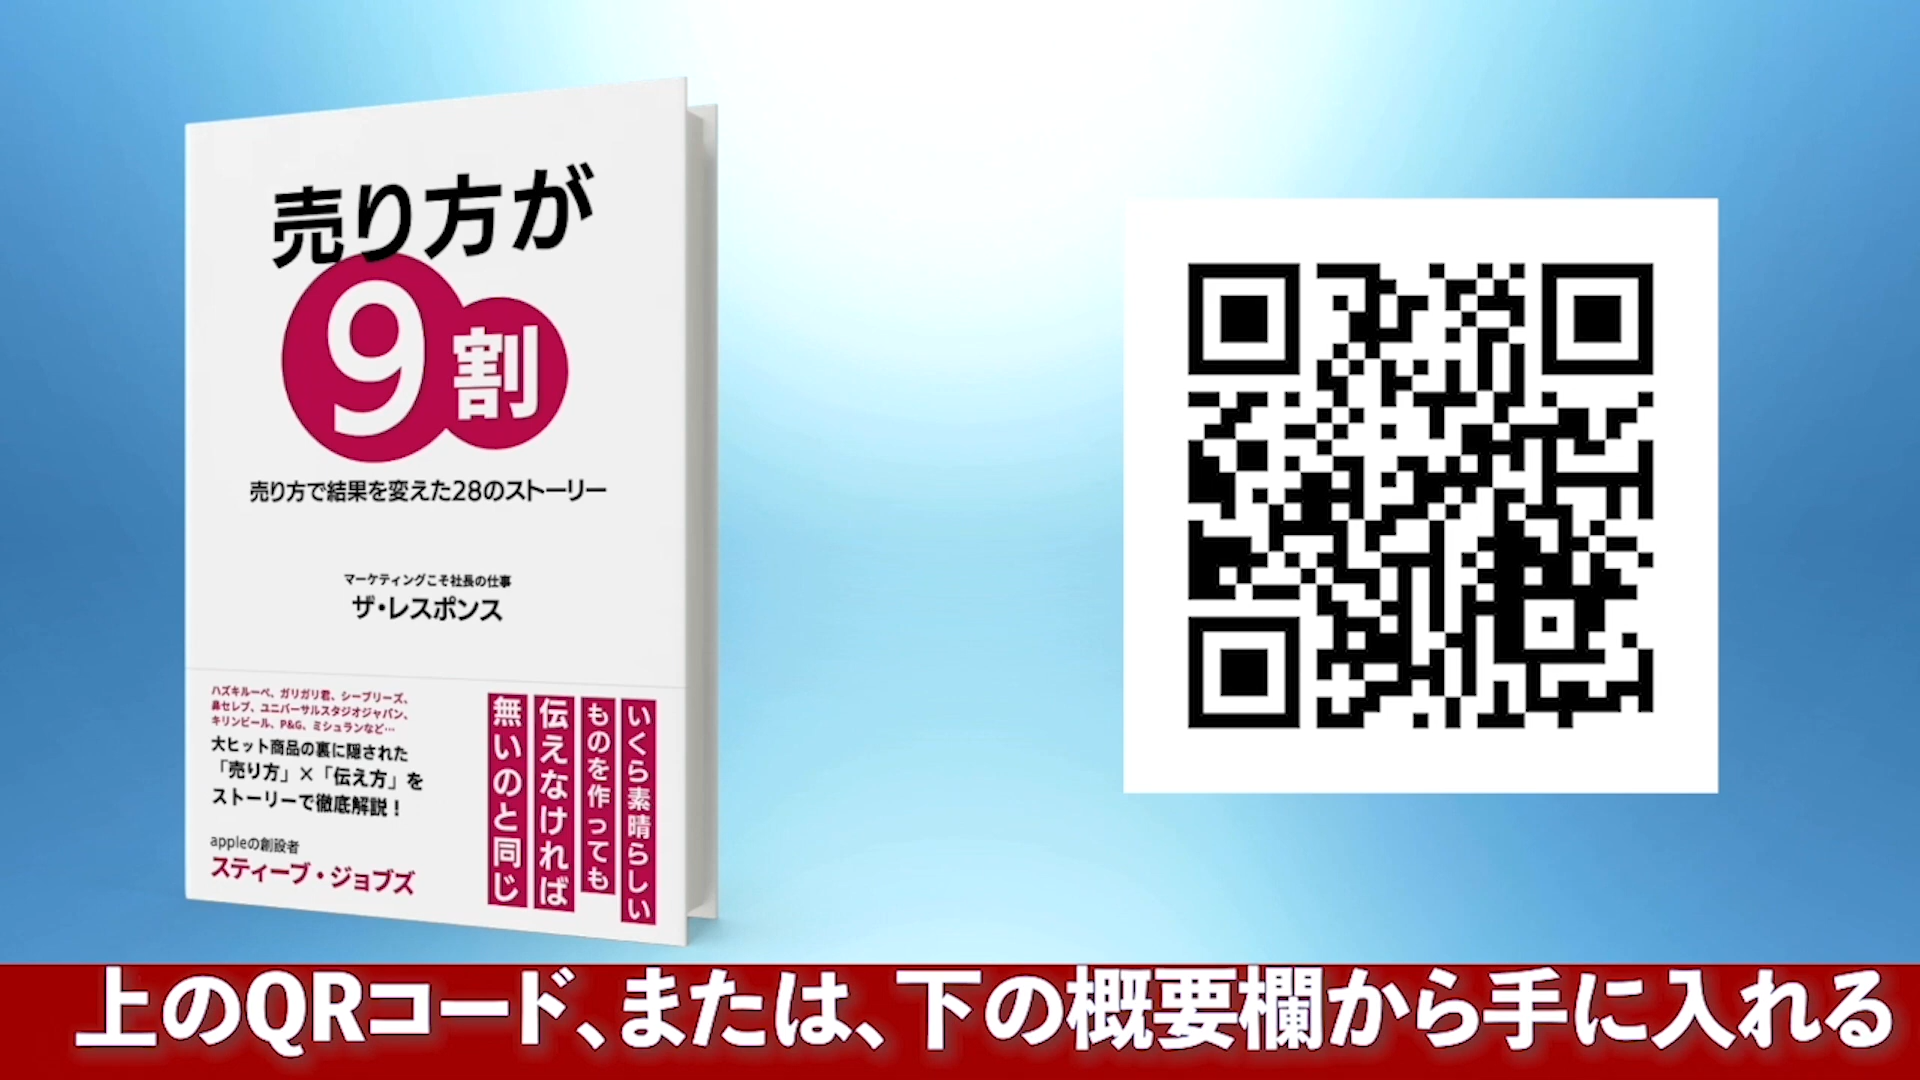 売り方が
9割
売り方で結果を変えた28のストーリー
マーケティングこそ社長の仕事
ザ・レスポンス
ハズキルーペ、ガリガリ君、シーブリーズ、
鼻セレブ、ユニバーサルスタジオジャパン、
キリンビール、P&G、ミシュランなど…
大ヒット商品の裏に隠された
「売り方」×「伝え方」を
ストーリーで徹底解説！
appleの創設者
スティーブ・ジョブズ
いくら素晴らしい
ものを作っても
伝えなければ
無いのと同じ
上のQRコード、または、下の概要欄から手に入れる